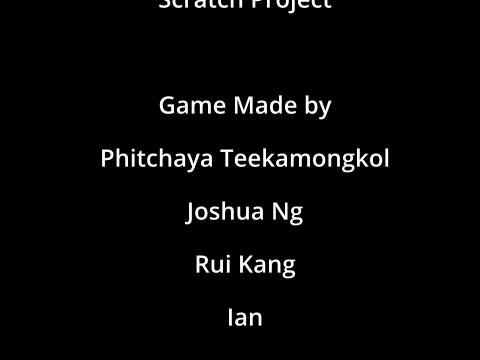 Scratch Project
Game Made by
Phitchaya Teekamongkol
Joshua Ng
Rui Kang
Ian